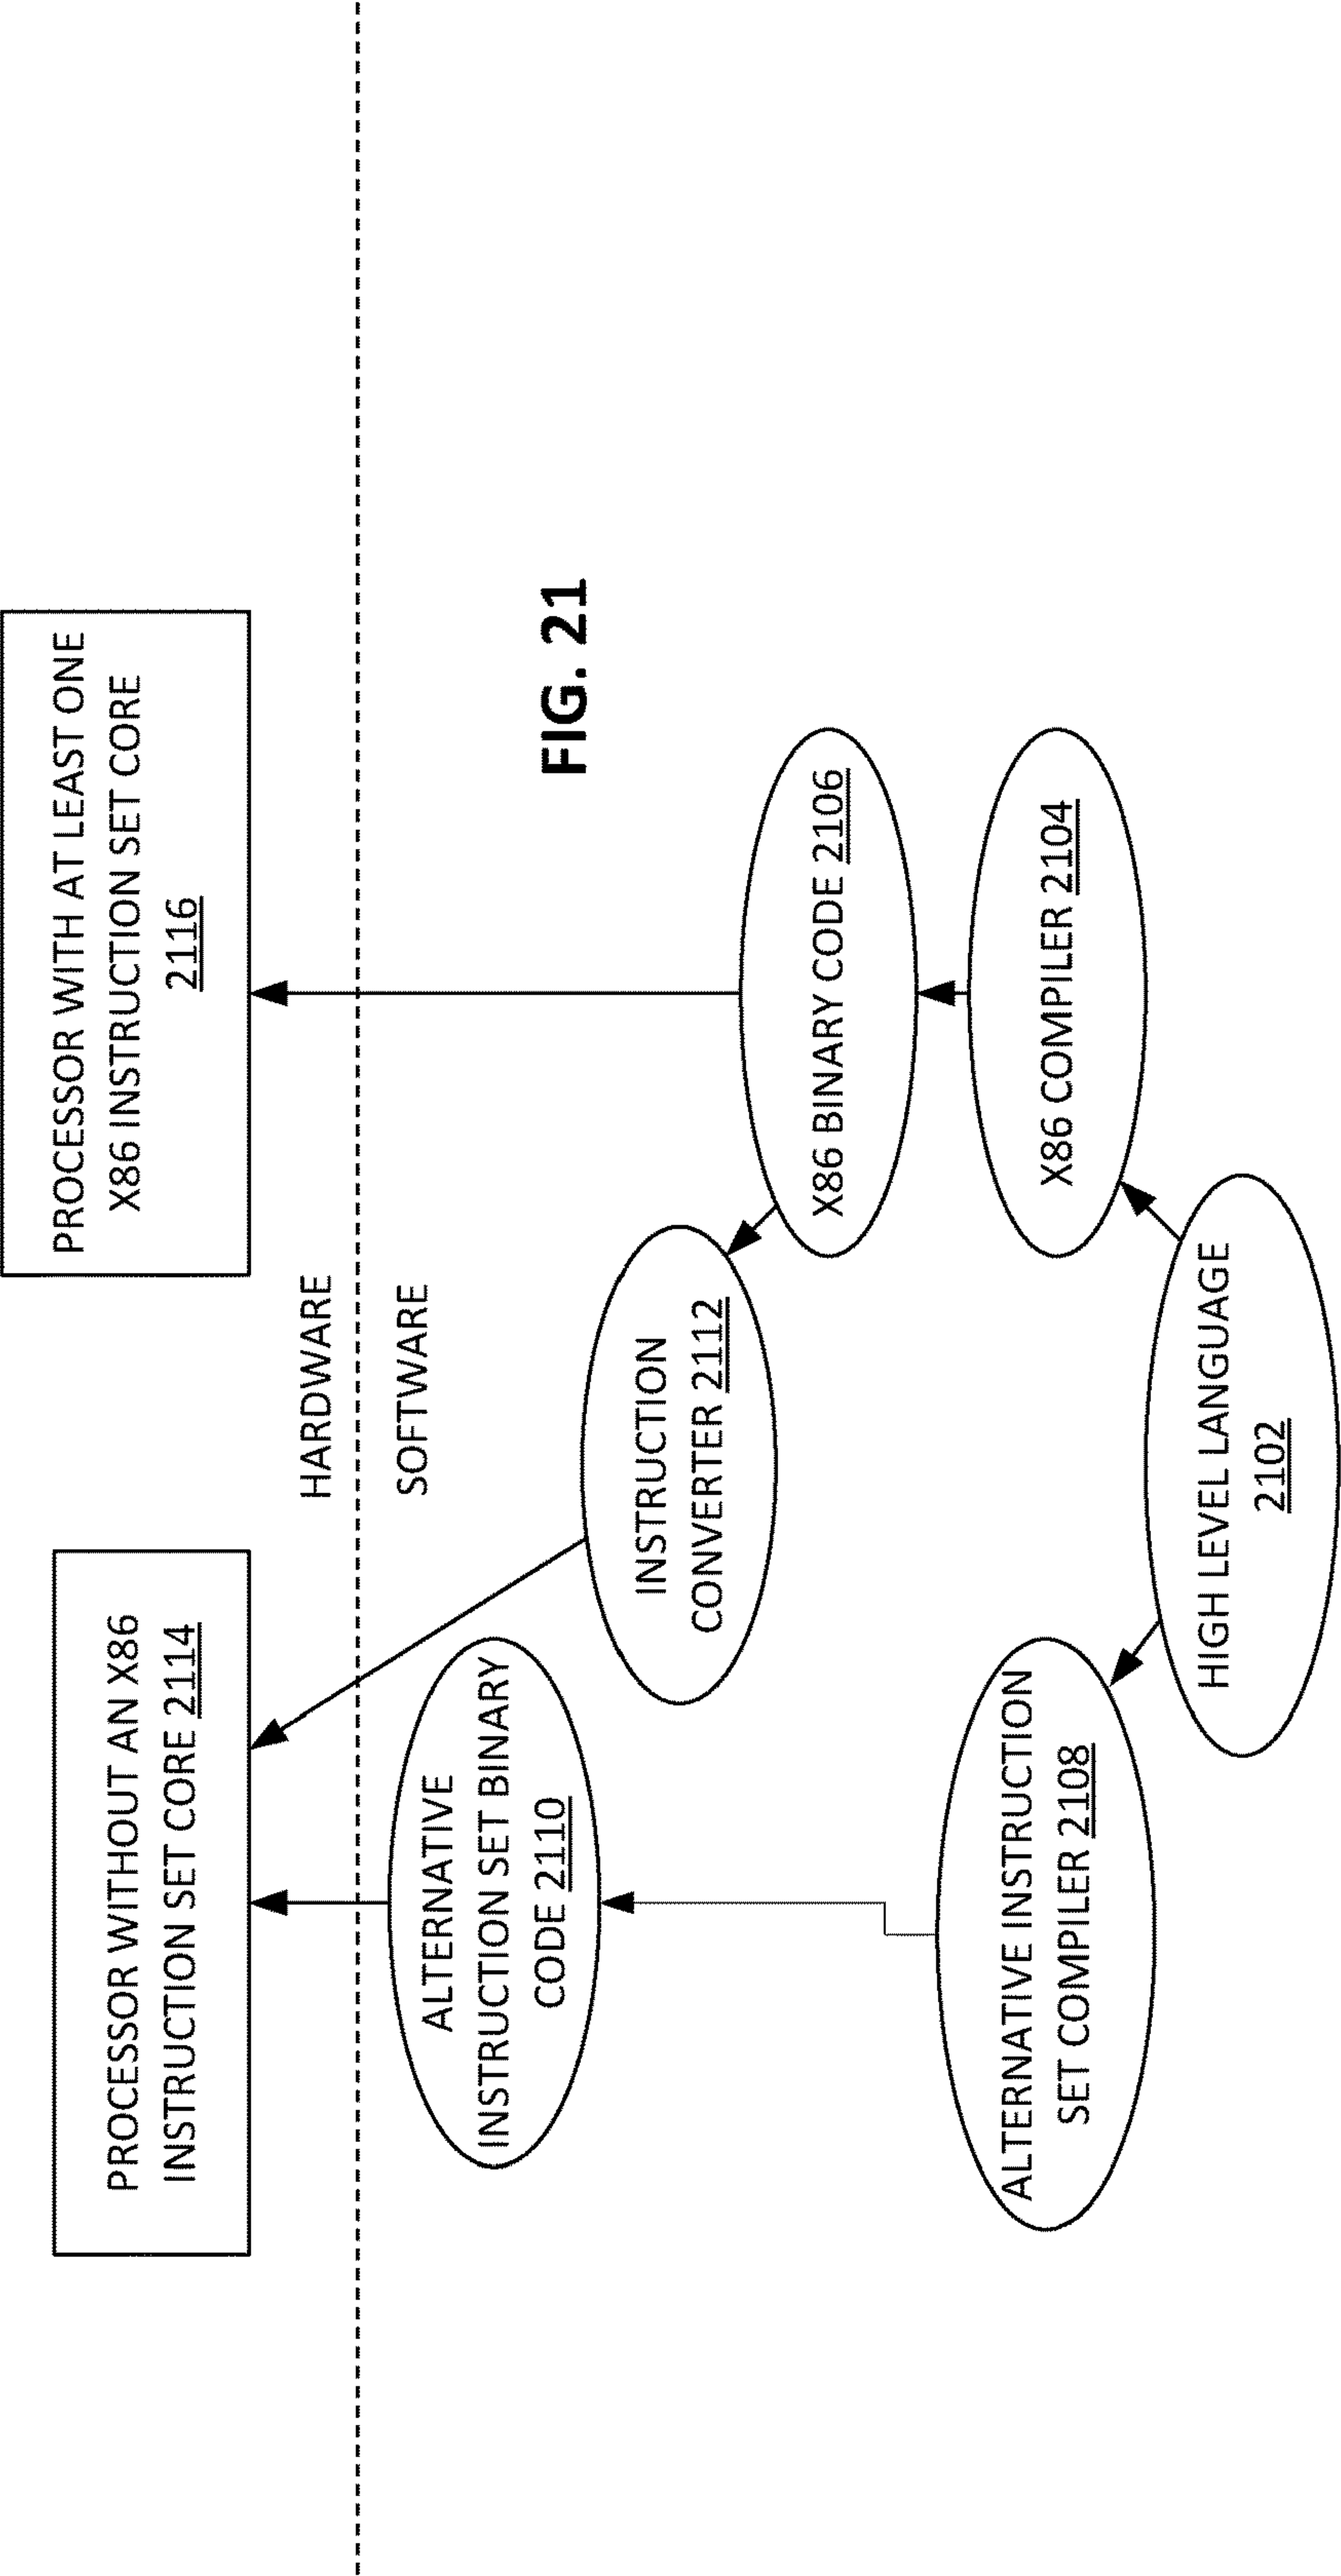 PROCESSOR WITHOUT AN X86
INSTRUCTION SET CORE 2114
PROCESSOR WITH AT LEAST ONE
X86 INSTRUCTION SET CORE
2116
HARDWARE
SOFTWARE
ALTERNATIVE
INSTRUCTION SET BINARY
CODE 2110
INSTRUCTION
CONVERTER 2112
FIG. 21
X86 BINARY CODE 2106
ALTERNATIVE INSTRUCTION
SET COMPILER 2108
X86 COMPILER 2104
HIGH LEVEL LANGUAGE
2102